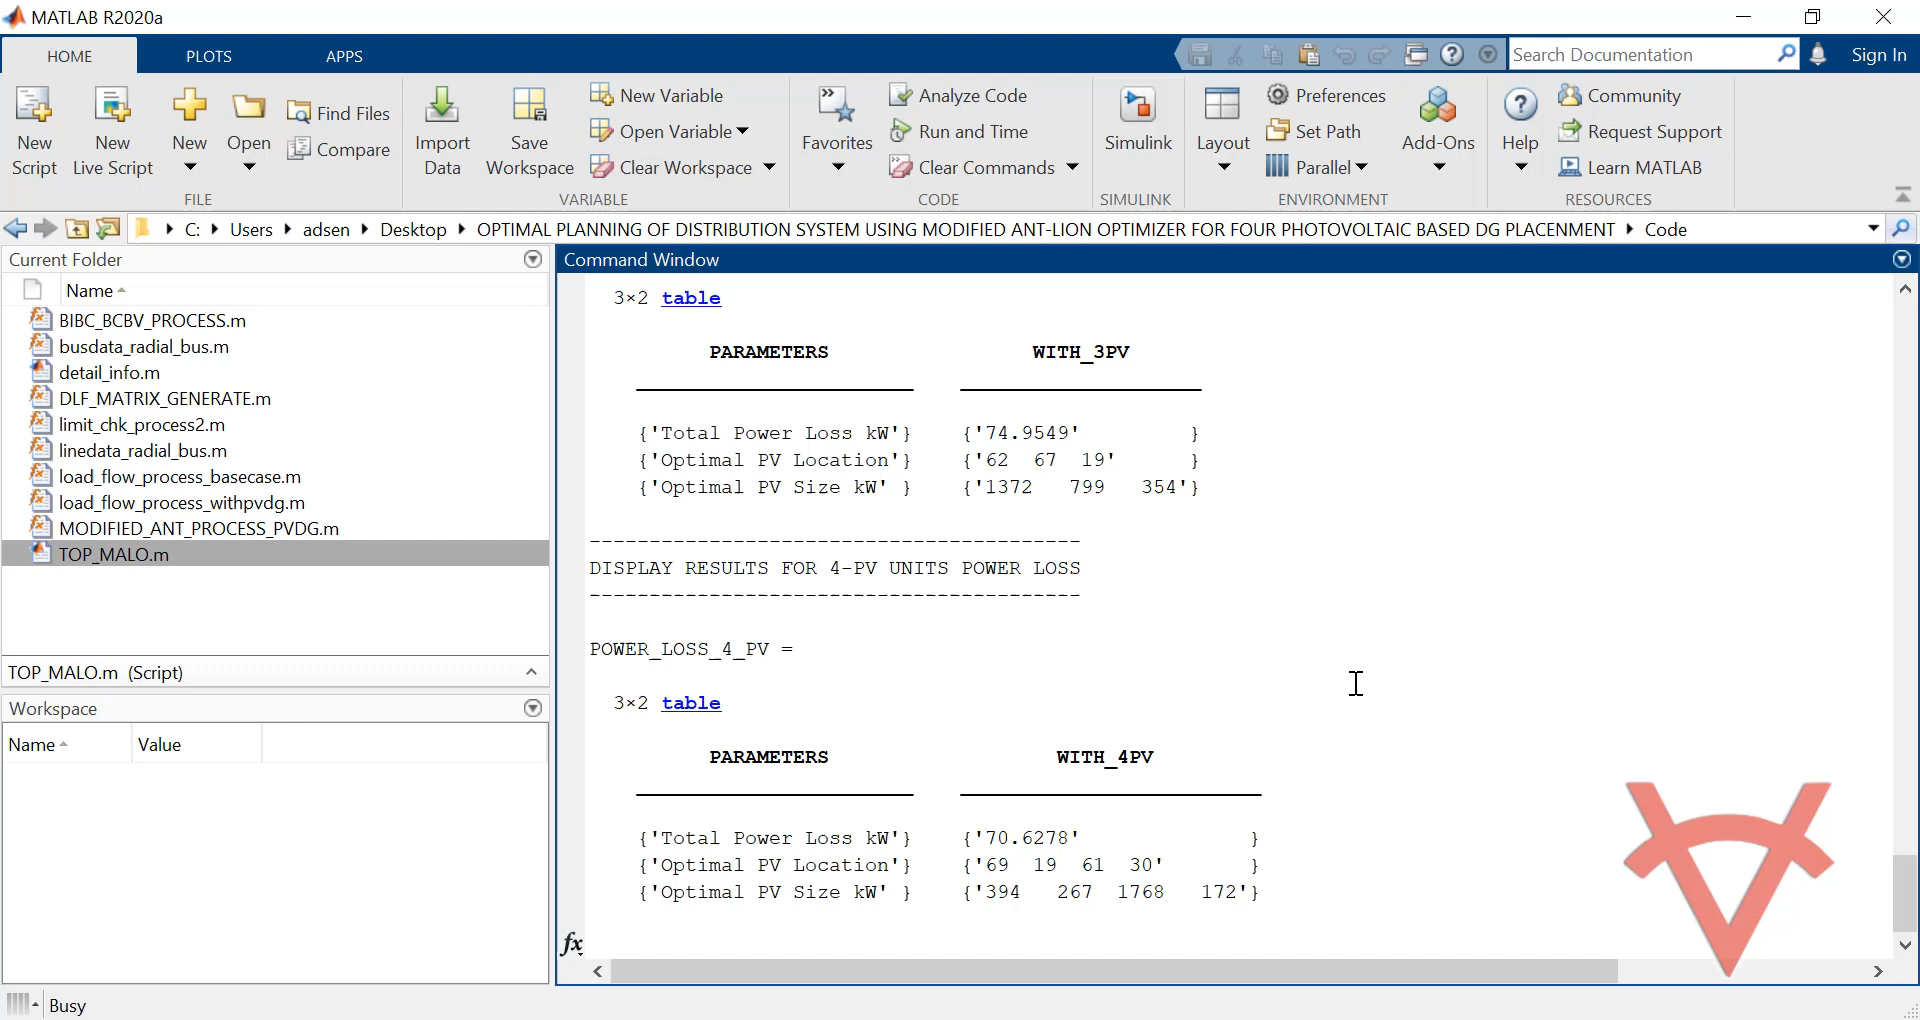 MATLAB R2020a
HOME PLOTS APPS
Search Documentation Sign In
New Script
New Live Script
New
Open
Find Files
Compare
FILE
Import Data
Save Workspace
New Variable
Open Variable
Clear Workspace
VARIABLE
Favorites
Analyze Code
Run and Time
Clear Commands
CODE
Simulink
SIMULINK
Layout
Preferences
Set Path
Parallel
Add-Ons
ENVIRONMENT
Help
Community
Request Support
Learn MATLAB
RESOURCES
C: Users adsen Desktop OPTIMAL PLANNING OF DISTRIBUTION SYSTEM USING MODIFIED ANT-LION OPTIMIZER FOR FOUR PHOTOVOLTAIC BASED DG PLACENMENT Code
Current Folder
Name
BIBC_BCBV_PROCESS.m
busdata_radial_bus.m
detail_info.m
DLF_MATRIX_GENERATE.m
limit_chk_process2.m
linedata_radial_bus.m
load_flow_process_basecase.m
load_flow_process_withpvdg.m
MODIFIED_ANT_PROCESS_PVDG.m
TOP_MALO.m
TOP_MALO.m (Script)
Workspace
Name Value
Command Window
3×2 table
PARAMETERS WITH_3PV
{'Total Power Loss kW'} {'74.9549' }
{'Optimal PV Location'} {'62 67 19' }
{'Optimal PV Size kW' } {'1372 799 354'}
-----------------------------------------
DISPLAY RESULTS FOR 4-PV UNITS POWER LOSS
-----------------------------------------
POWER_LOSS_4_PV =
3×2 table
PARAMETERS WITH_4PV
{'Total Power Loss kW'} {'70.6278' }
{'Optimal PV Location'} {'69 19 61 30' }
{'Optimal PV Size kW' } {'394 267 1768 172'}
fx
Busy